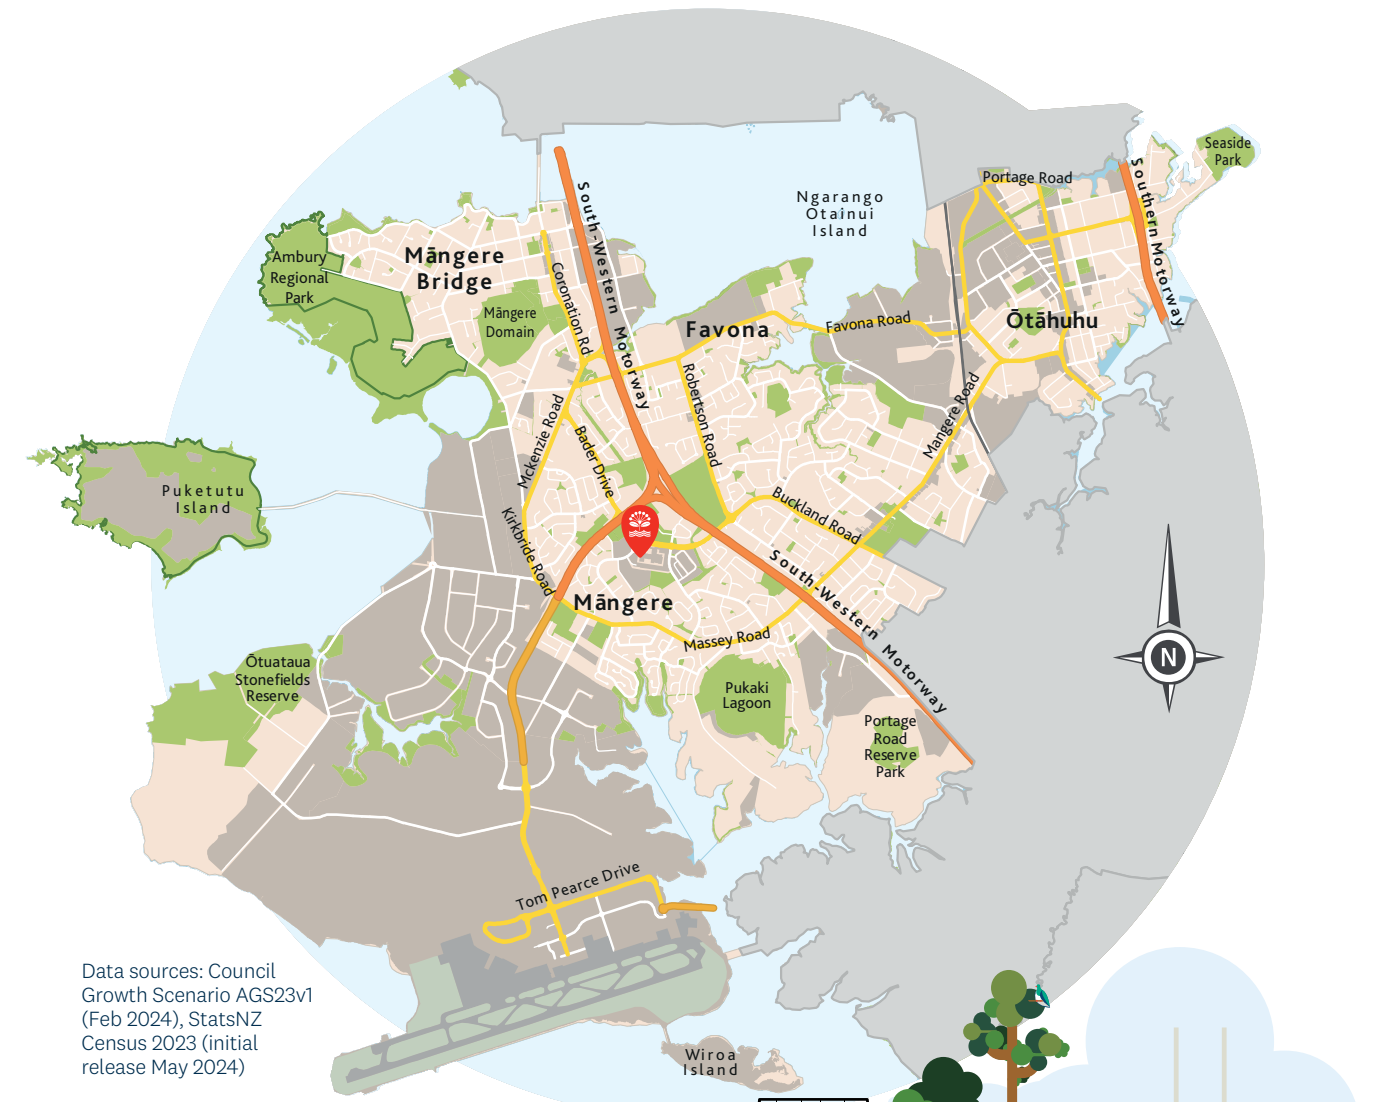 Seaside
Park
Portage Road
Southern Motorway
Ngarango
Otainui
Island
South-Western Motorway
Māngere
Bridge
Ambury
Regional
Park
Coronation Rd
Māngere
Domain
Favona
Favona Road
Ōtāhuhu
Robertson Road
Mangere Road
Mckenzie Road
Bader Drive
Puketutu
Island
Buckland Road
Kirkbride Road
South-Western Motorway
Māngere
Massey Road
N
Ōtuataua
Stonefields
Reserve
Pukaki
Lagoon
Portage
Road
Reserve
Park
Tom Pearce Drive
Data sources: Council
Growth Scenario AGS23v1
(Feb 2024), StatsNZ
Census 2023 (initial
release May 2024)
Wiroa
Island